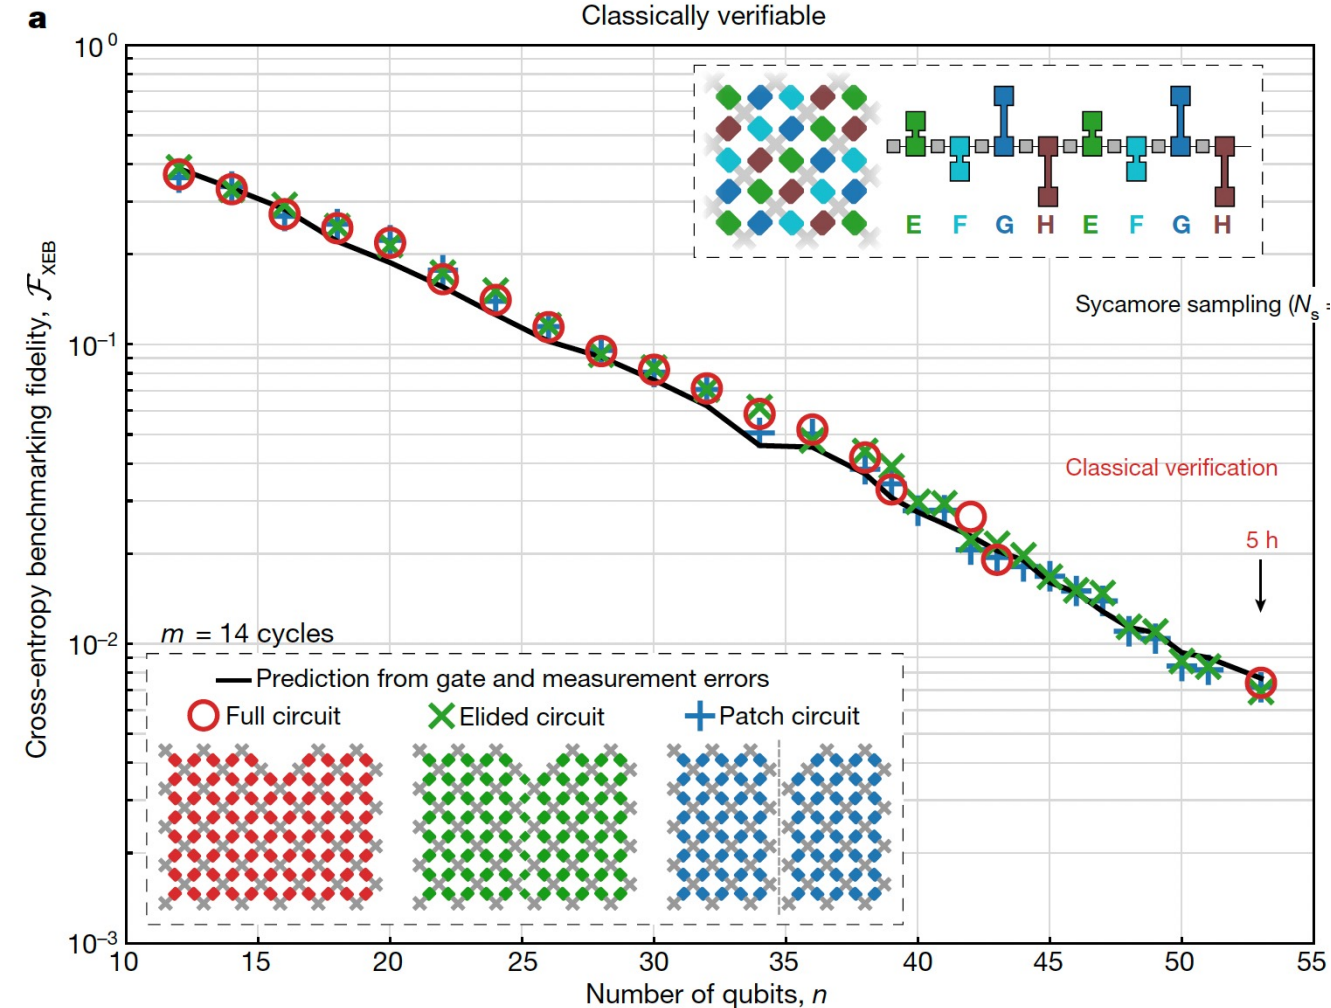 a
Classically verifiable
10⁰
10⁻¹
10⁻²
10⁻³
Cross-entropy benchmarking fidelity, ℱ_XEB
E F G H E F G H
Sycamore sampling (N_s =
Classical verification
5 h
m = 14 cycles
Prediction from gate and measurement errors
Full circuit Elided circuit Patch circuit
10 15 20 25 30 35 40 45 50 55
Number of qubits, n